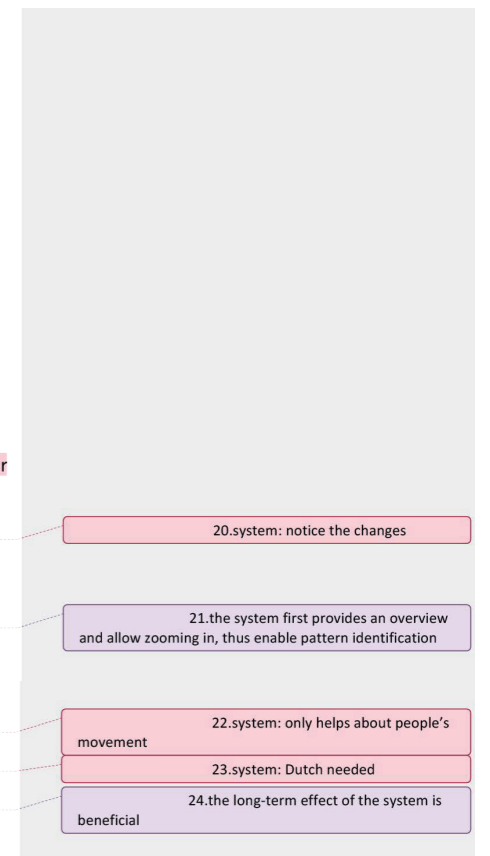 r
20.system: notice the changes
21.the system first provides an overview
and allow zooming in, thus enable pattern identification
22.system: only helps about people's
movement
23.system: Dutch needed
24.the long-term effect of the system is
beneficial